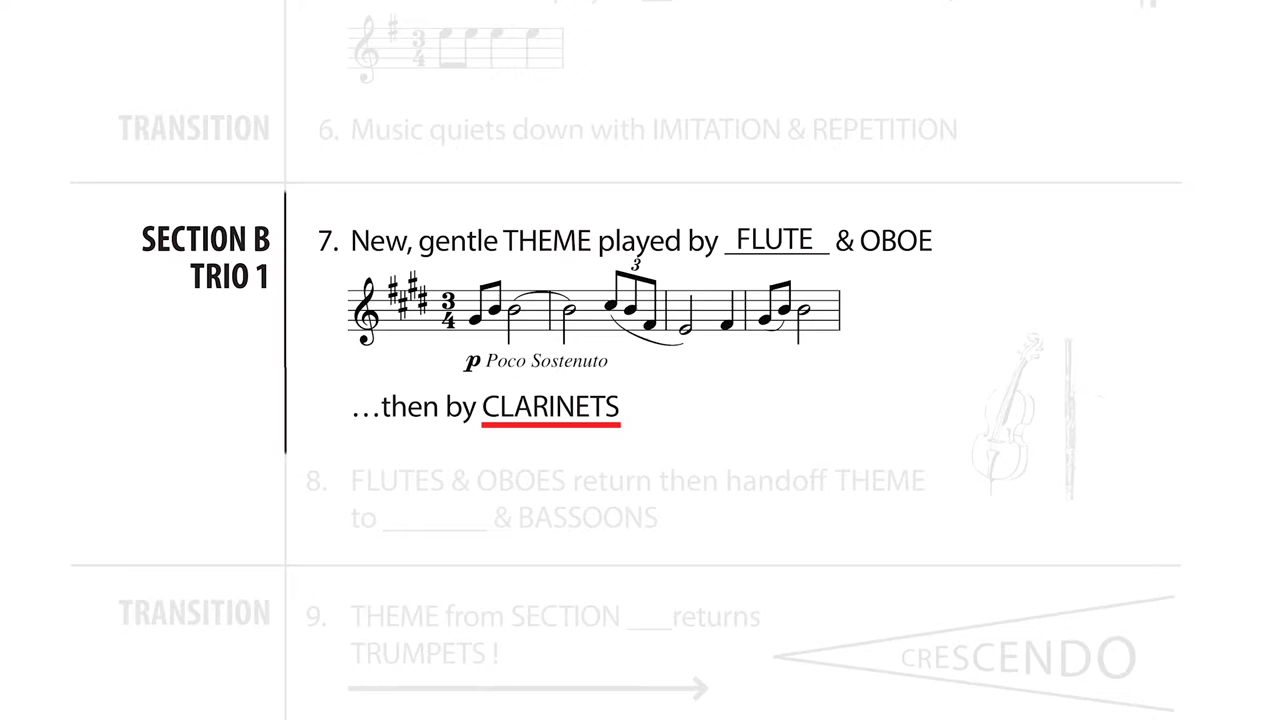 TRANSITION
6. Music quiets down with IMITATION & REPETITION
SECTION B
TRIO 1
7. New, gentle THEME played by FLUTE & OBOE
3
3
4
p Poco Sostenuto
…then by CLARINETS
8. FLUTES & OBOES return then handoff THEME
to ________ & BASSOONS
TRANSITION
9. THEME from SECTION ___returns
TRUMPETS !
CRESCENDO